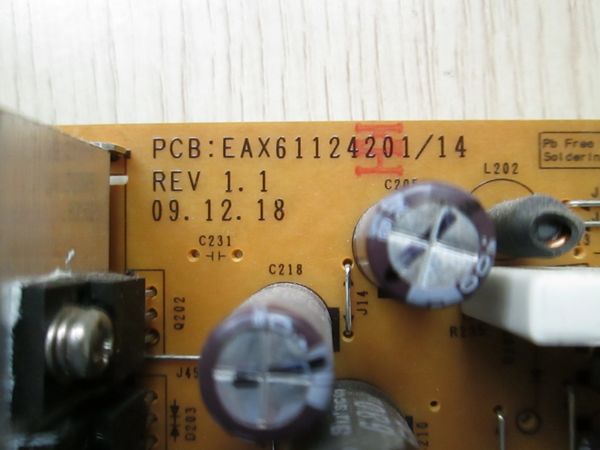 PCB:EAX61124201/14
REV 1.1
09.12.18
Pb Free
Solderin
L202
C205
C231
C218
J14
Q202
J45
D203